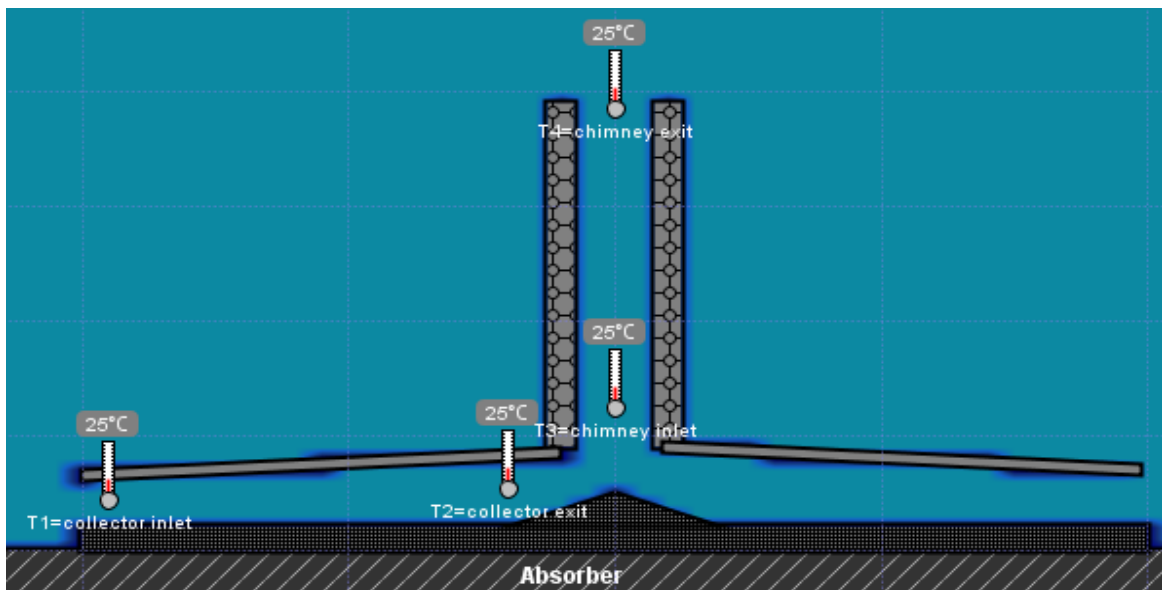 25°C
T4=chimney exit
25°C
T3=chimney inlet
25°C
T2=collector exit
25°C
T1=collector inlet
Absorber